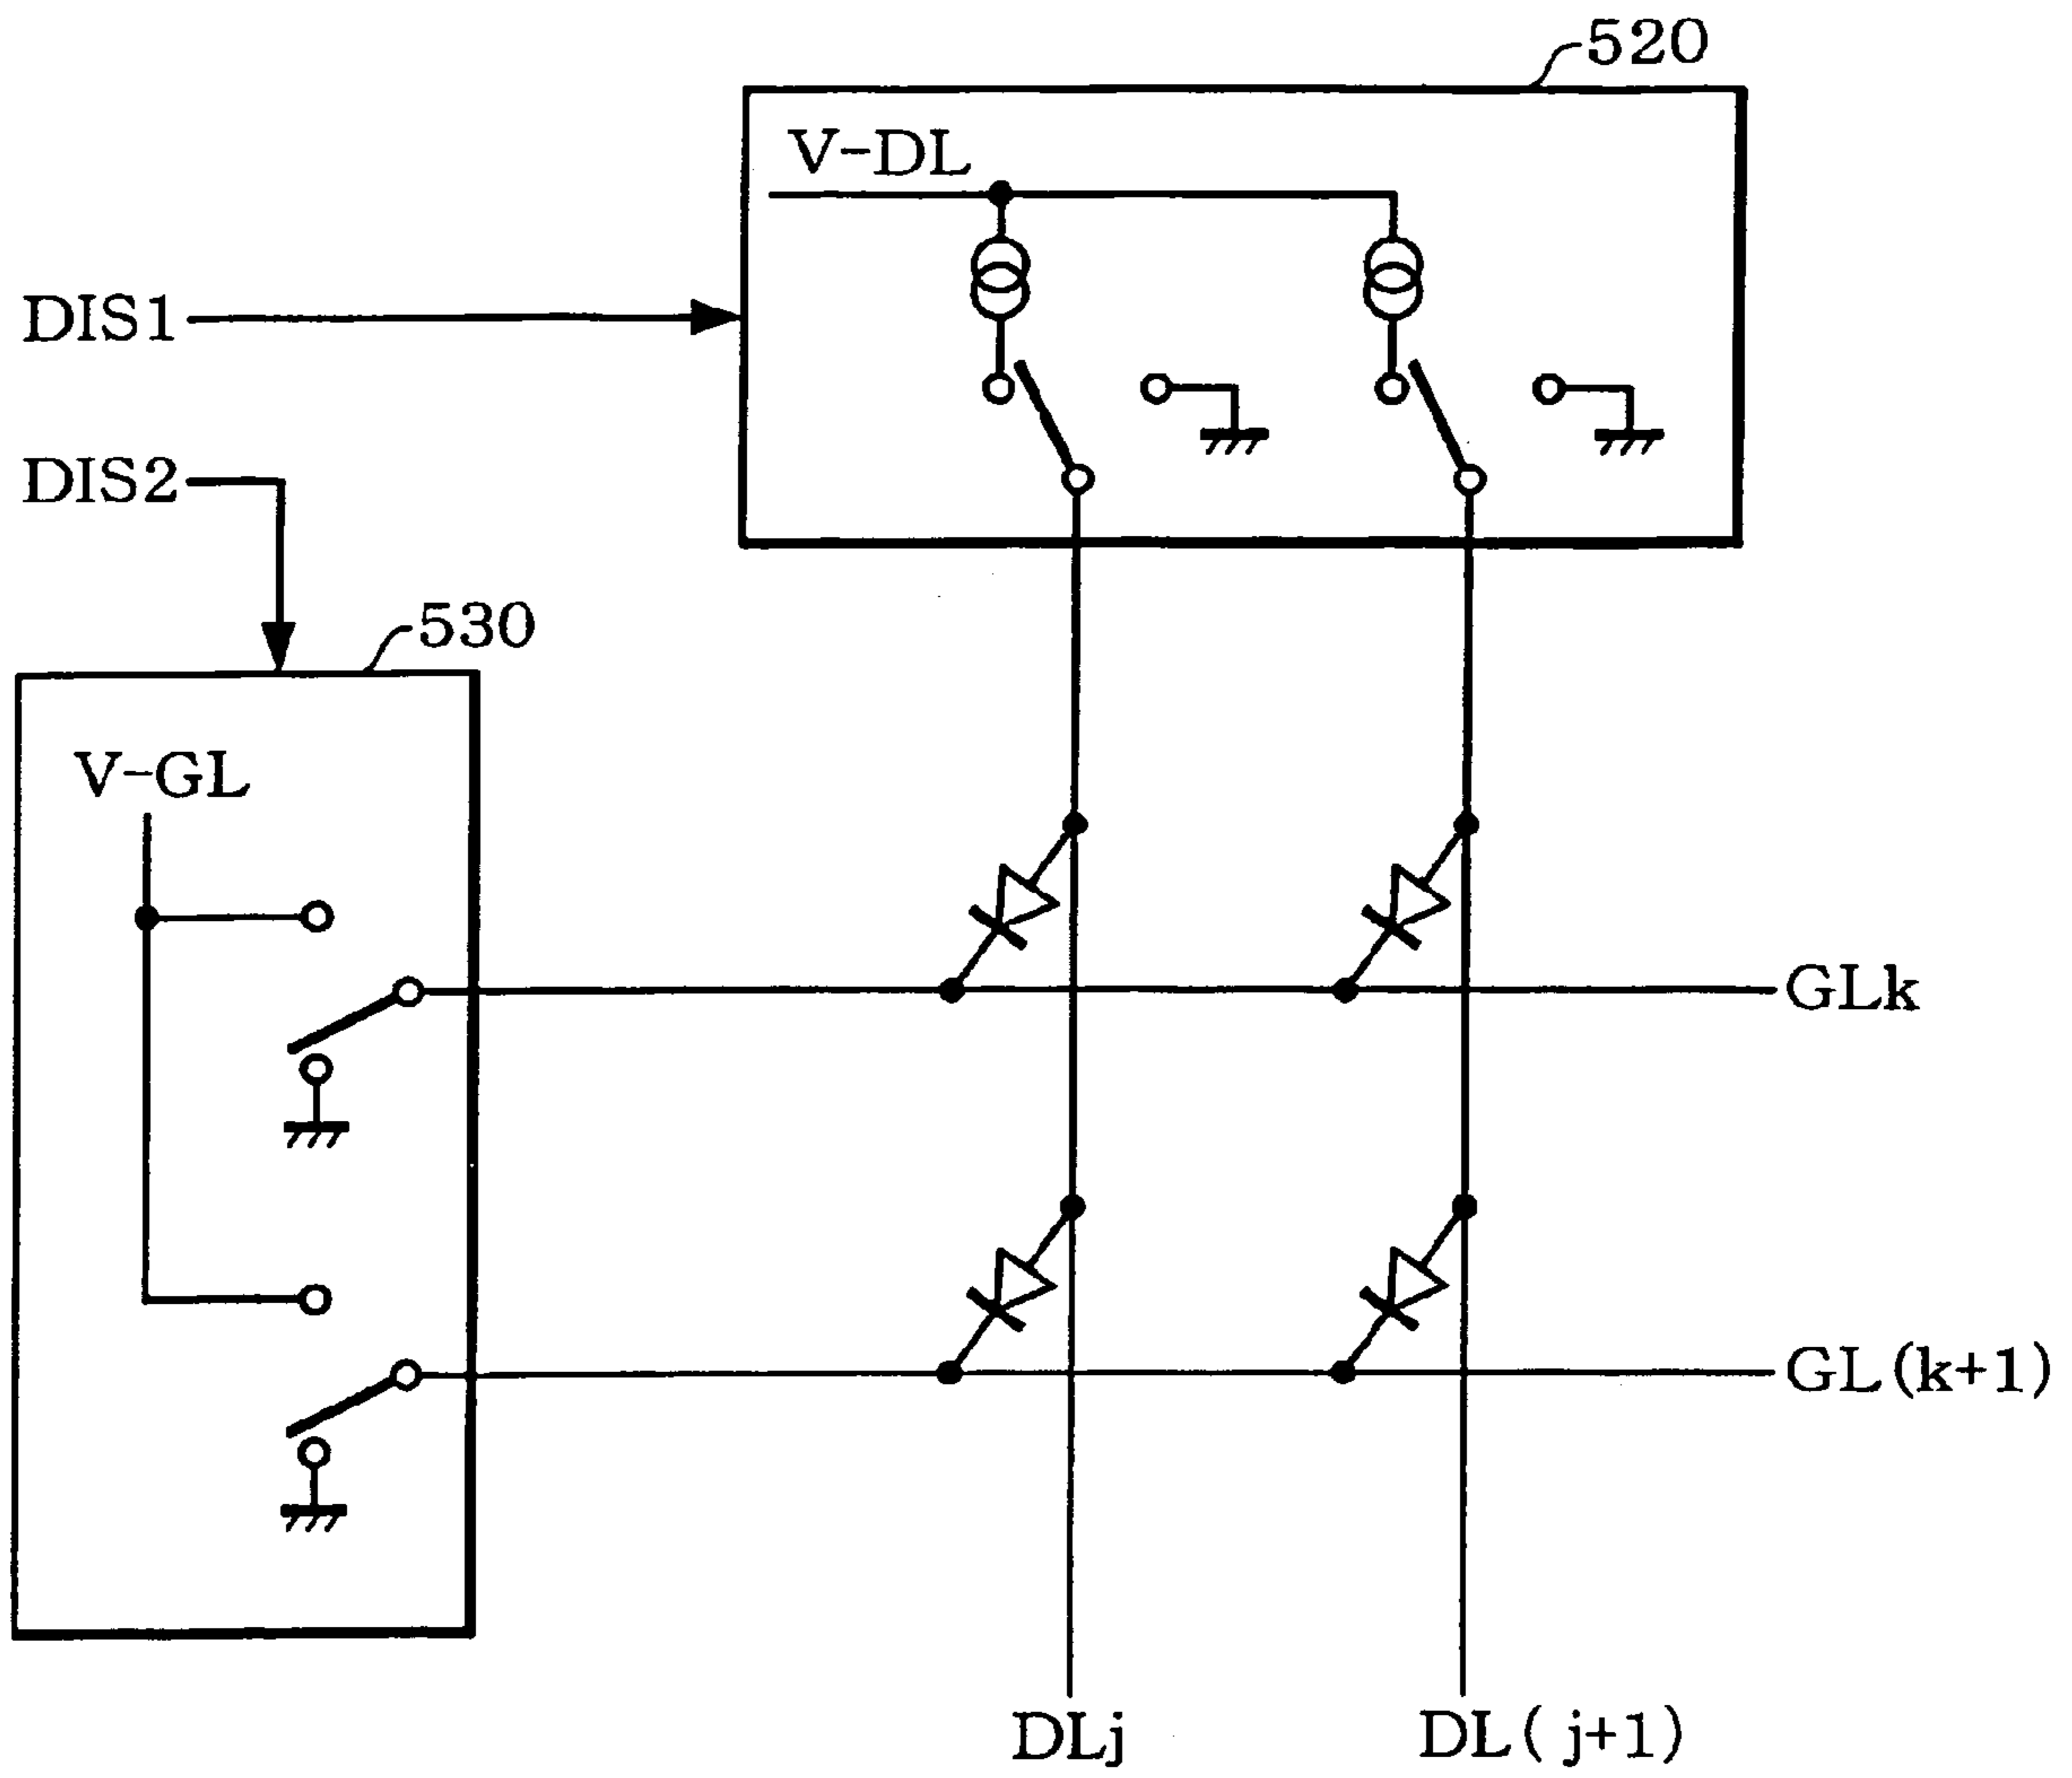 520
V-DL
DIS1
DIS2
530
V-GL
GLk
GL(k+1)
DLj
DL( j+1)